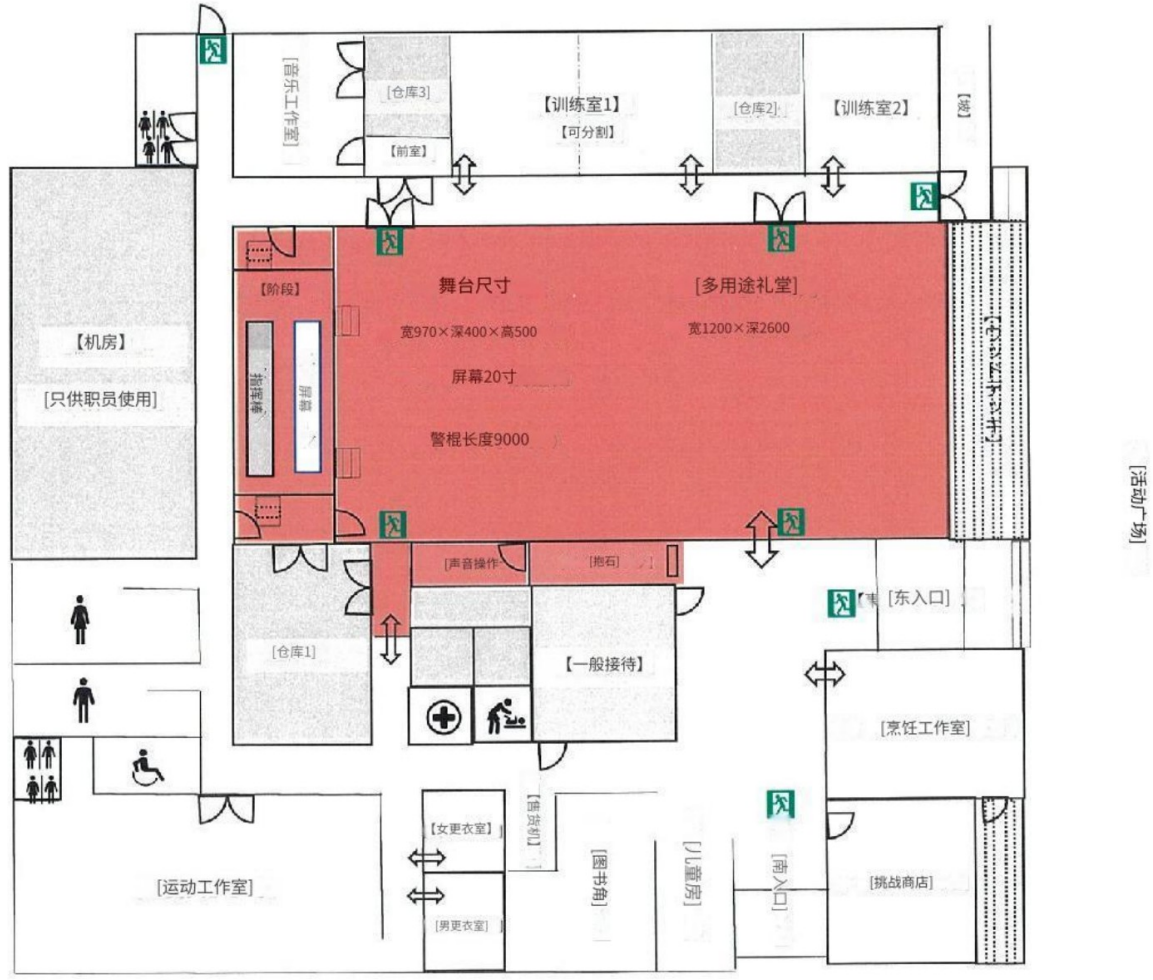 [音乐工作室]
[仓库3]
【前室】
【训练室1】
【可分割】
[仓库2]
【训练室2】
【坡】
【阶段】
指挥棒
屏幕
舞台尺寸
宽970×深400×高500
屏幕20寸
警棍长度9000
[多用途礼堂]
宽1200×深2600
【机房】
[只供职员使用]
[活动广场]
[声音操作
[抱石]
[东入口]
[仓库1]
【一般接待】
[烹饪工作室]
【女更衣室】
【售货机】
[男更衣室]
[运动工作室]
[图书角]
[儿童房]
[南入口]
[挑战商店]